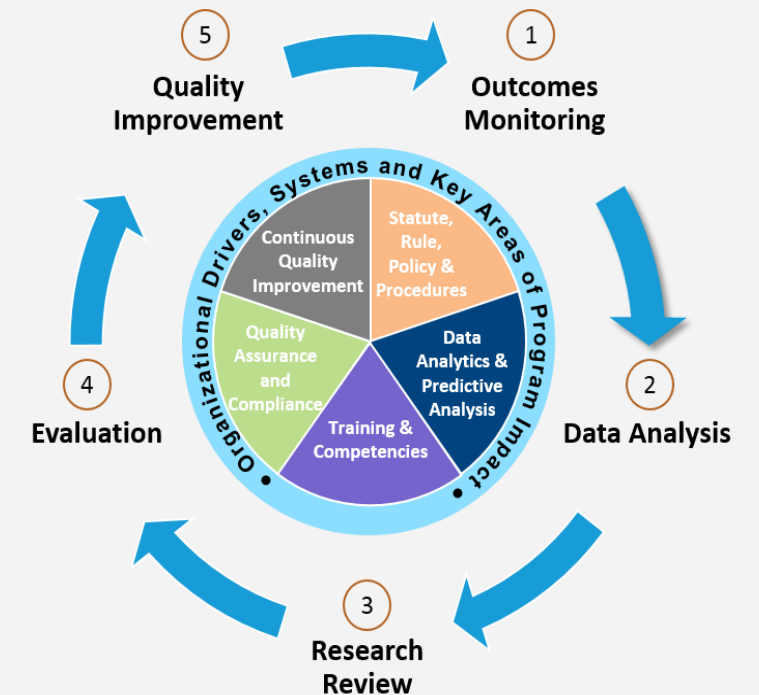 5
Quality
Improvement
1
Outcomes
Monitoring
Organizational Drivers, Systems and Key Areas of Program Impact
Continuous
Quality
Improvement
Statute,
Rule,
Policy &
Procedures
Quality
Assurance
and
Compliance
Data
Analytics &
Predictive
Analysis
Training &
Competencies
4
Evaluation
2
Data Analysis
3
Research
Review